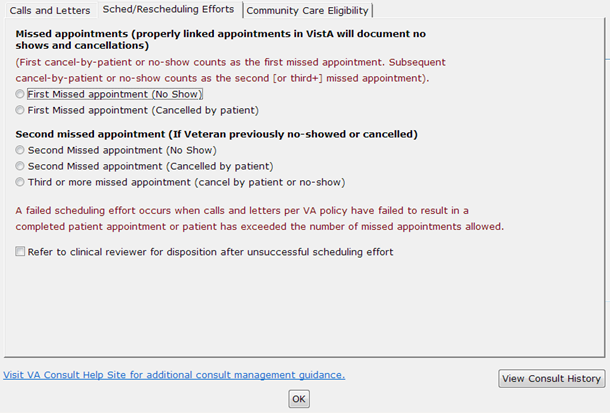 Calls and Letters
Sched/Rescheduling Efforts
Community Care Eligibility
Missed appointments (properly linked appointments in VistA will document no
shows and cancellations)
(First cancel-by-patient or no-show counts as the first missed appointment. Subsequent
cancel-by-patient or no-show counts as the second [or third+] missed appointment).
First Missed appointment (No Show)
First Missed appointment (Cancelled by patient)
Second missed appointment (If Veteran previously no-showed or cancelled)
Second Missed appointment (No Show)
Second Missed appointment (Cancelled by patient)
Third or more missed appointment (cancel by patient or no-show)
A failed scheduling effort occurs when calls and letters per VA policy have failed to result in a
completed patient appointment or patient has exceeded the number of missed appointments allowed.
Refer to clinical reviewer for disposition after unsuccessful scheduling effort
Visit VA Consult Help Site for additional consult management guidance.
View Consult History
OK